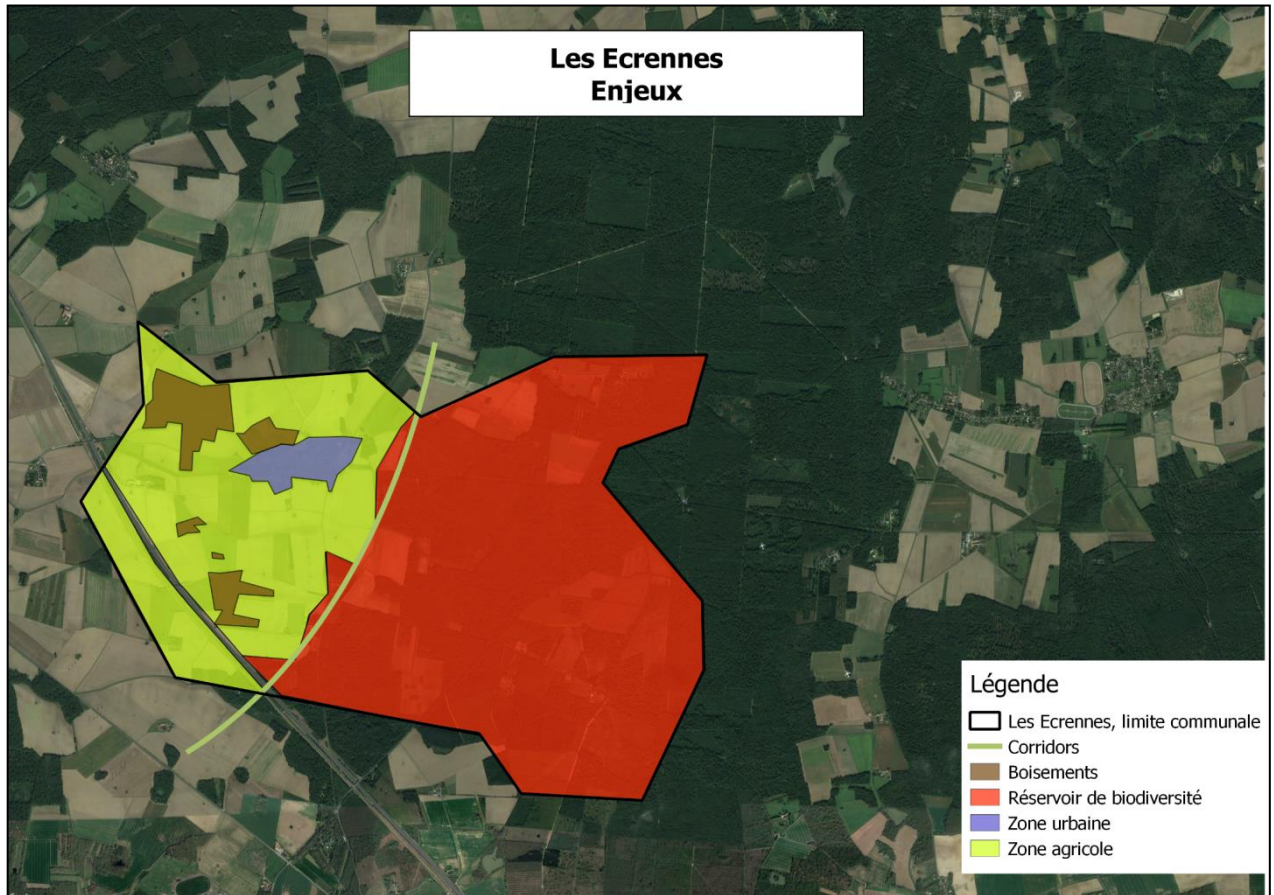 Les Ecrennes
Enjeux
Légende
Les Ecrennes, limite communale
Corridors
Boisements
Réservoir de biodiversité
Zone urbaine
Zone agricole